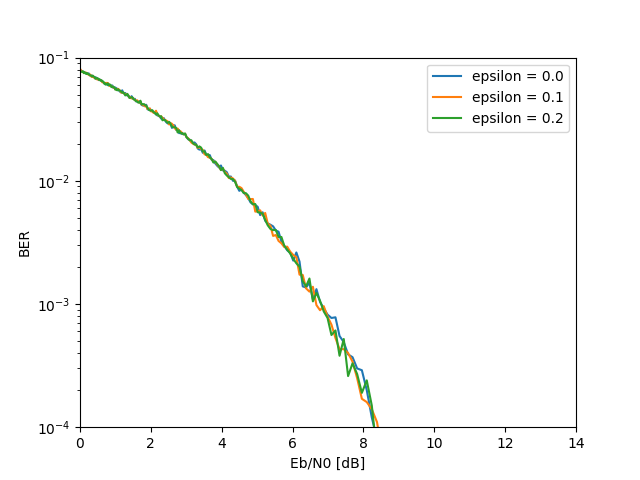 epsilon = 0.0
epsilon = 0.1
epsilon = 0.2
10⁻¹
10⁻²
10⁻³
10⁻⁴
BER
0 2 4 6 8 10 12 14
Eb/N0 [dB]